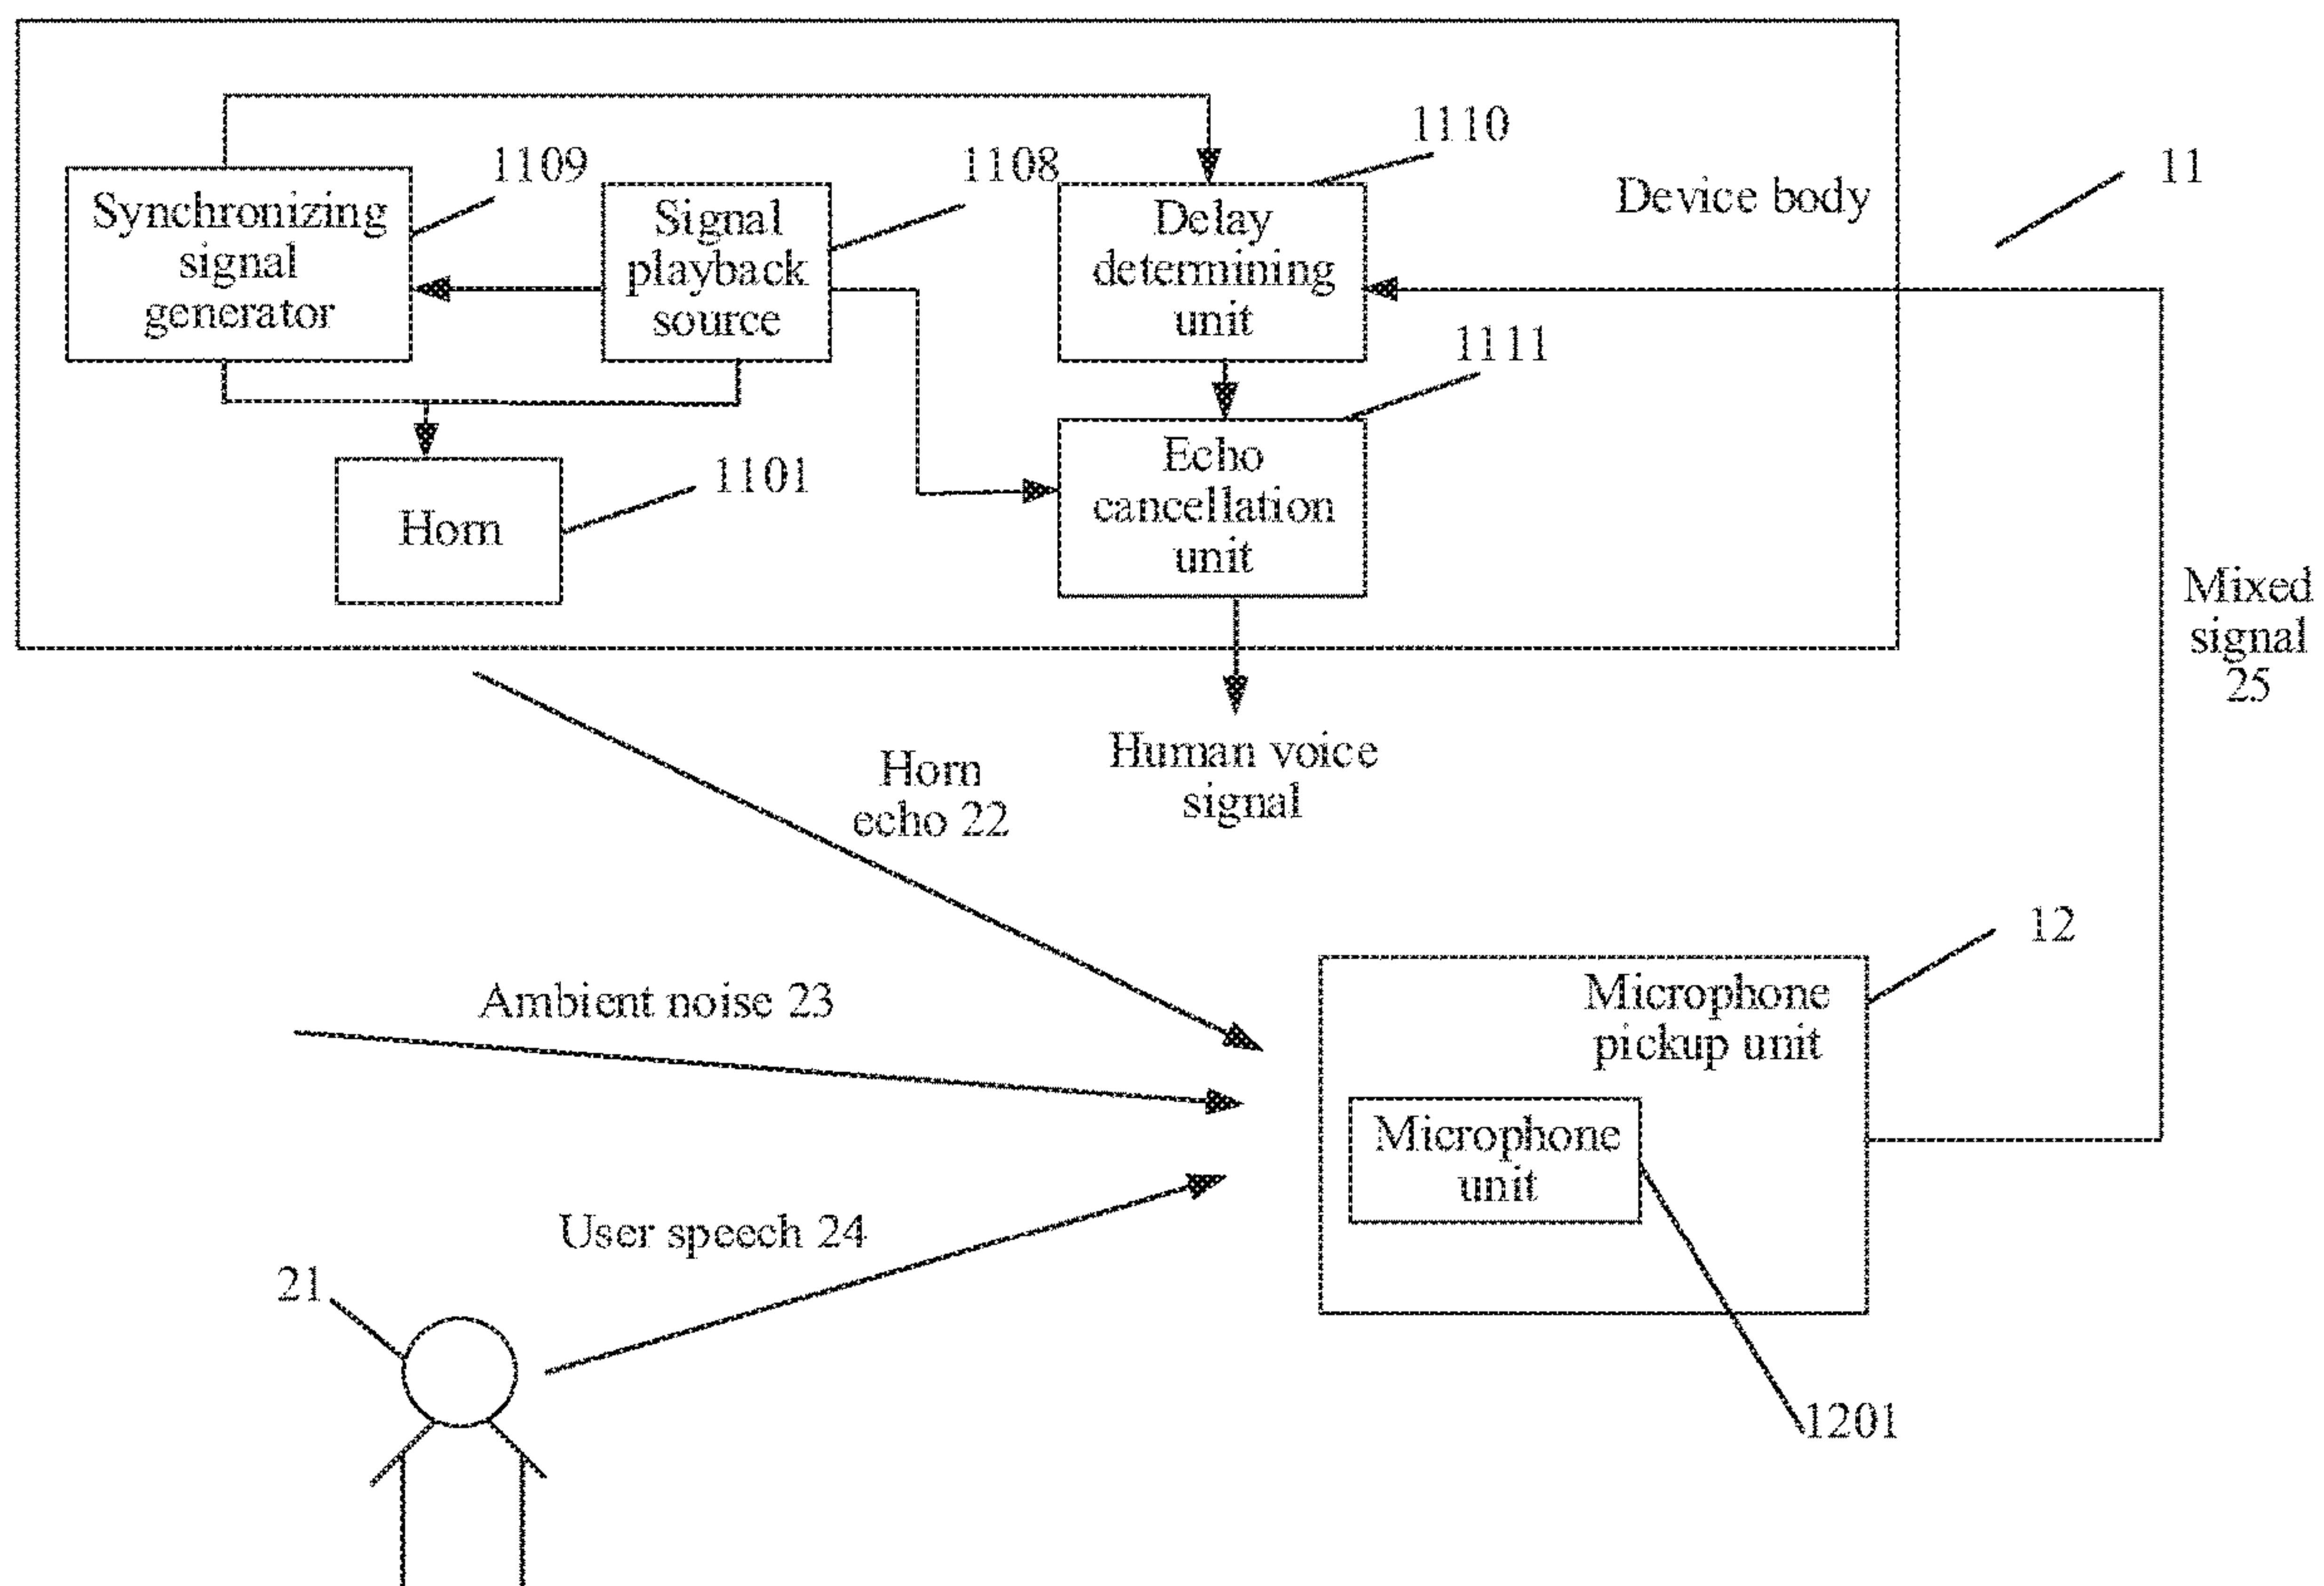 1109
1108
1110
11
Synchronizing
signal
generator
Signal
playback
source
Delay
determining
unit
Device body
1111
Horn
1101
Echo
cancellation
unit
Mixed
signal
25
Human voice
signal
Horn
echo 22
12
Ambient noise 23
Microphone
pickup unit
Microphone
unit
User speech 24
21
1201